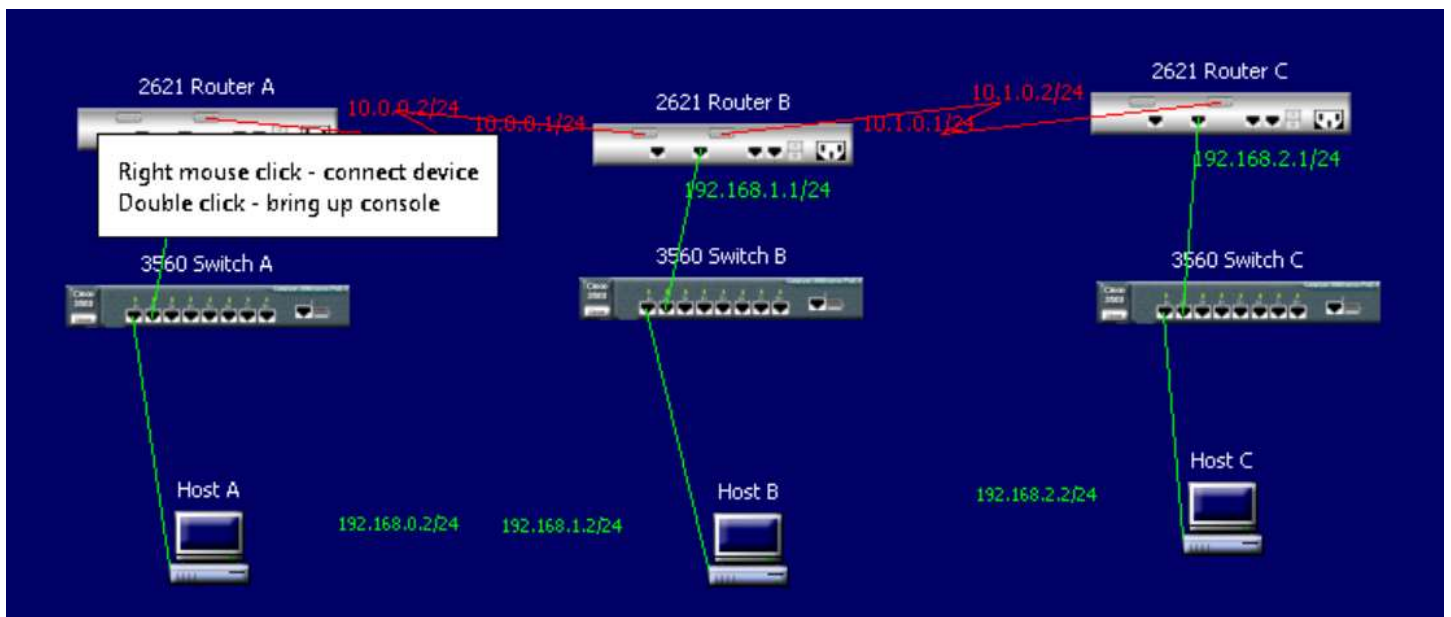 2621 Router A
2621 Router B
2621 Router C
10.0.0.2/24
10.0.0.1/24
10.1.0.2/24
10.1.0.1/24
Right mouse click - connect device
Double click - bring up console
192.168.1.1/24
192.168.2.1/24
3560 Switch A
3560 Switch B
3560 Switch C
Host A
Host B
Host C
192.168.0.2/24
192.168.1.2/24
192.168.2.2/24